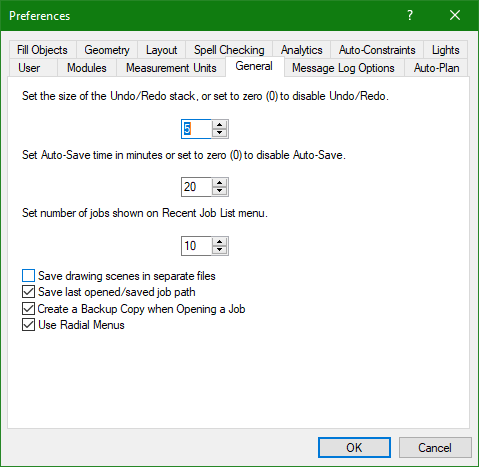 Preferences
?
Fill Objects Geometry Layout Spell Checking Analytics Auto-Constraints Lights
User Modules Measurement Units General Message Log Options Auto-Plan
Set the size of the Undo/Redo stack, or set to zero (0) to disable Undo/Redo.
5
Set Auto-Save time in minutes or set to zero (0) to disable Auto-Save.
20
Set number of jobs shown on Recent Job List menu.
10
Save drawing scenes in separate files
Save last opened/saved job path
Create a Backup Copy when Opening a Job
Use Radial Menus
OK Cancel